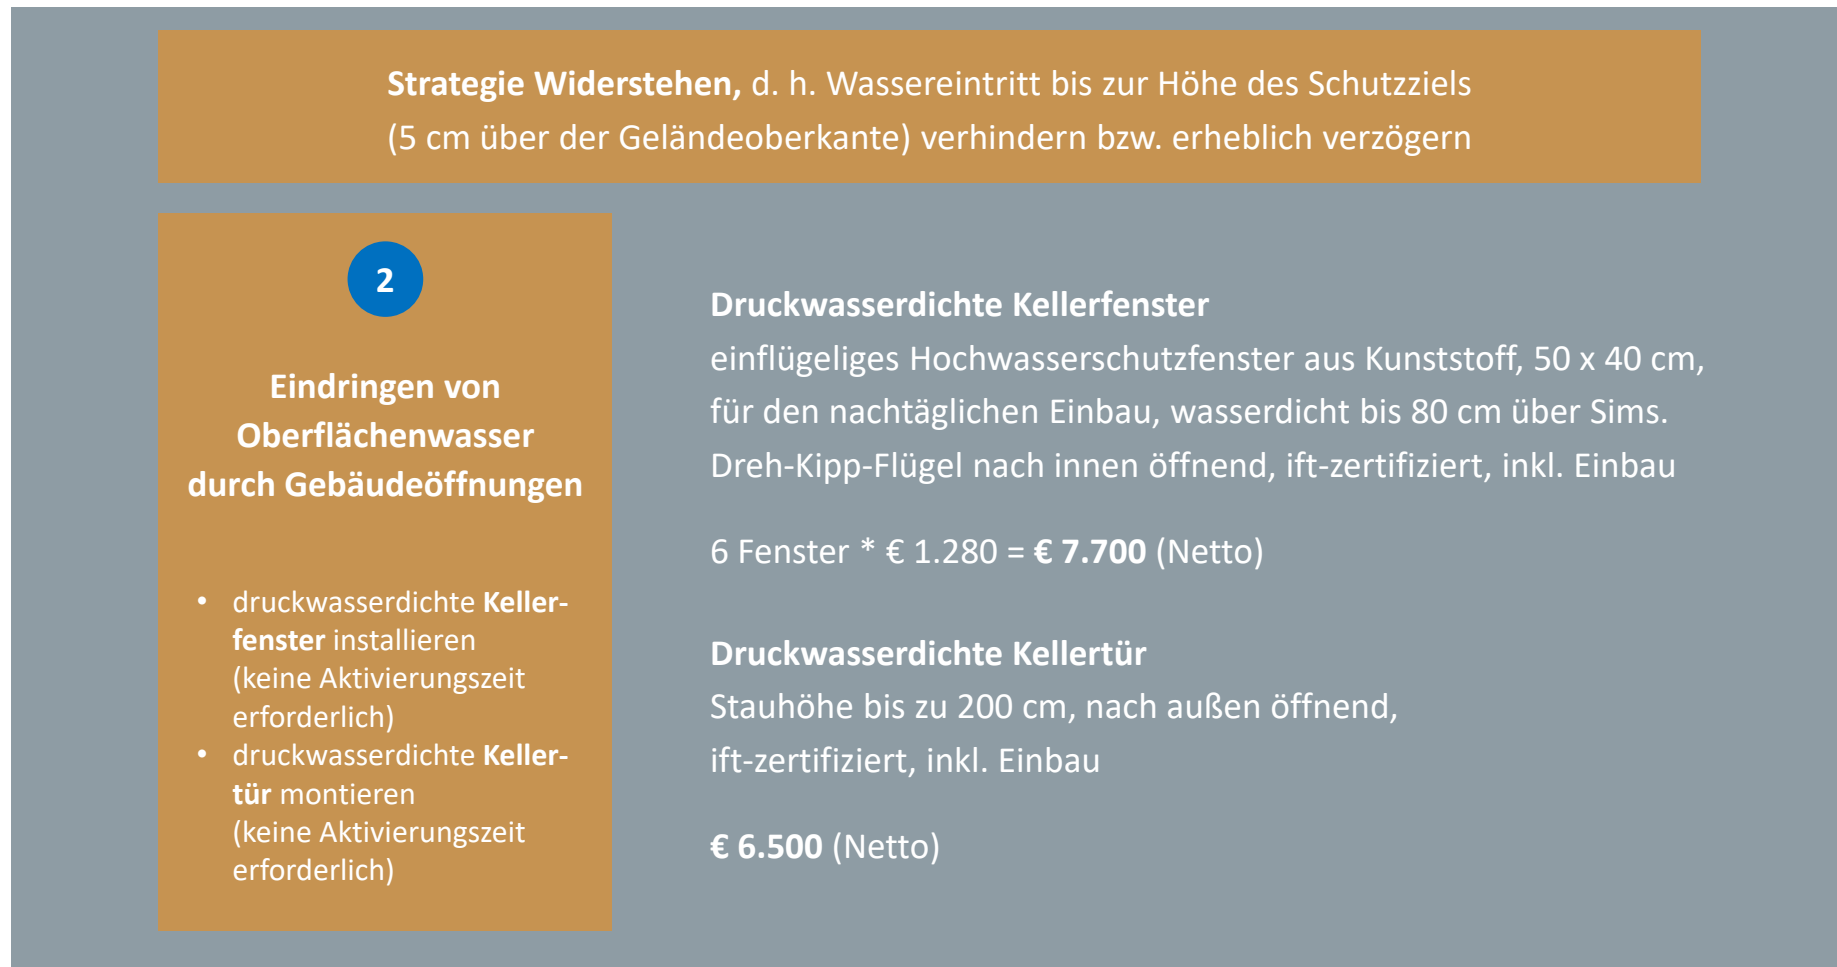 Strategie Widerstehen, d. h. Wassereintritt bis zur Höhe des Schutzziels
(5 cm über der Geländeoberkante) verhindern bzw. erheblich verzögern
2
Eindringen von
Oberflächenwasser
durch Gebäudeöffnungen
• druckwasserdichte Keller-
fenster installieren
(keine Aktivierungszeit
erforderlich)
• druckwasserdichte Keller-
tür montieren
(keine Aktivierungszeit
erforderlich)
Druckwasserdichte Kellerfenster
einflügeliges Hochwasserschutzfenster aus Kunststoff, 50 x 40 cm,
für den nachtäglichen Einbau, wasserdicht bis 80 cm über Sims.
Dreh-Kipp-Flügel nach innen öffnend, ift-zertifiziert, inkl. Einbau
6 Fenster * € 1.280 = € 7.700 (Netto)
Druckwasserdichte Kellertür
Stauhöhe bis zu 200 cm, nach außen öffnend,
ift-zertifiziert, inkl. Einbau
€ 6.500 (Netto)